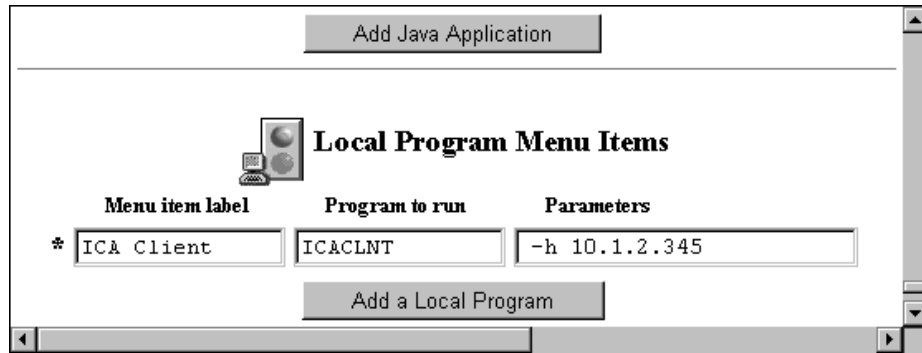 Add Java Application
Local Program Menu Items
Menu item label Program to run Parameters
* ICA Client ICACLNT -h 10.1.2.345
Add a Local Program